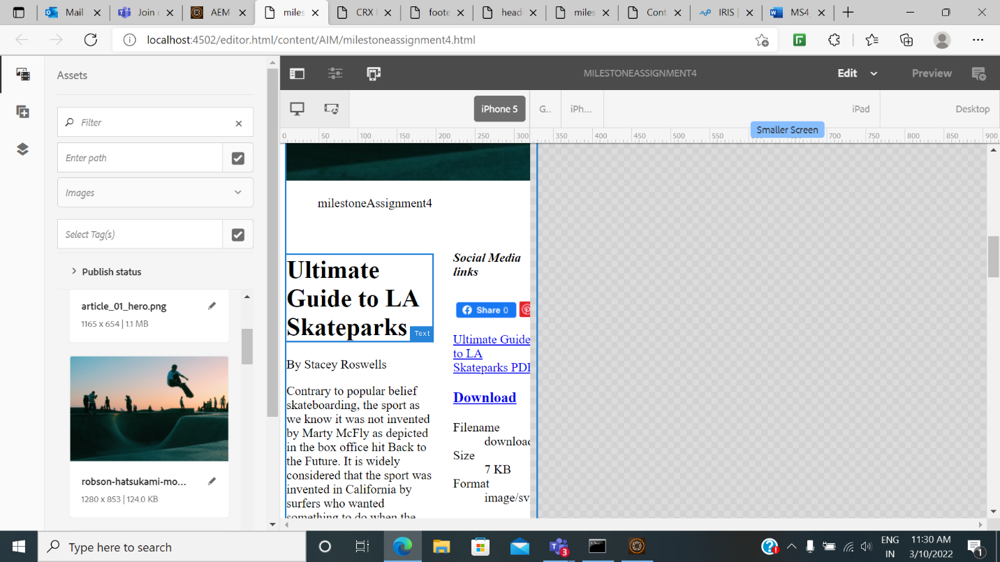 Mail
Join
AEM
miles
CRX
foote
head
miles
Cont
IRIS
MS4_
localhost:4502/editor.html/content/AIM/milestoneassignment4.html
Assets
Filter
Enter path
Images
Select Tag(s)
Publish status
article_01_hero.png
1165 x 654 | 1.1 MB
robson-hatsukami-mo...
1280 x 853 | 124.0 KB
MILESTONEASSIGNMENT4
Edit
Preview
iPhone 5
G..
iPh...
iPad
Desktop
Smaller Screen
0 50 100 150 200 250 300 350 400 450 500 550 700 750 800 850 900
milestoneAssignment4
Ultimate
Guide to LA
Skateparks
Text
By Stacey Roswells
Contrary to popular belief
skateboarding, the sport as
we know it was not invented
by Marty McFly as depicted
in the box office hit Back to
the Future. It is widely
considered that the sport was
invented in California by
surfers who wanted
something to do when the
Social Media
links
Share 0
Ultimate Guide
to LA
Skateparks PDF
Download
Filename
download
Size
7 KB
Format
image/sv
Type here to search
3
ENG
IN
11:30 AM
3/10/2022
1